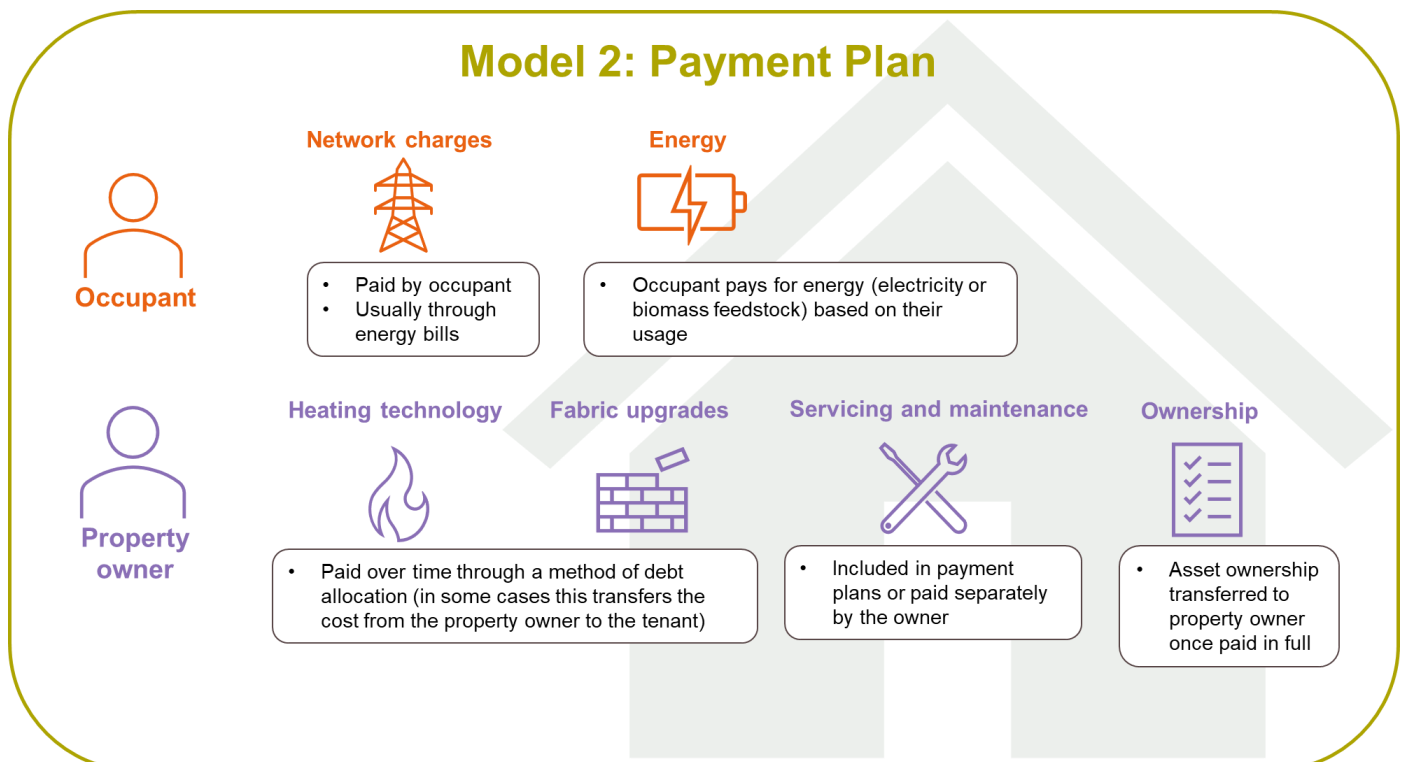 Model 2: Payment Plan
Network charges
Energy
Occupant
• Paid by occupant
• Usually through
energy bills
• Occupant pays for energy (electricity or
biomass feedstock) based on their
usage
Heating technology
Fabric upgrades
Servicing and maintenance
Ownership
Property
owner
• Paid over time through a method of debt
allocation (in some cases this transfers the
cost from the property owner to the tenant)
• Included in payment
plans or paid separately
by the owner
• Asset ownership
transferred to
property owner
once paid in full